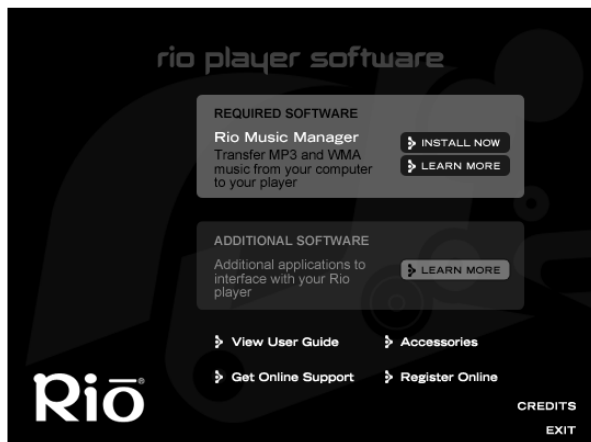 rio player software
REQUIRED SOFTWARE
Rio Music Manager
Transfer MP3 and WMA
music from your computer
to your player
INSTALL NOW
LEARN MORE
ADDITIONAL SOFTWARE
Additional applications to
interface with your Rio
player
LEARN MORE
View User Guide
Accessories
Get Online Support
Register Online
Riō®
CREDITS
EXIT